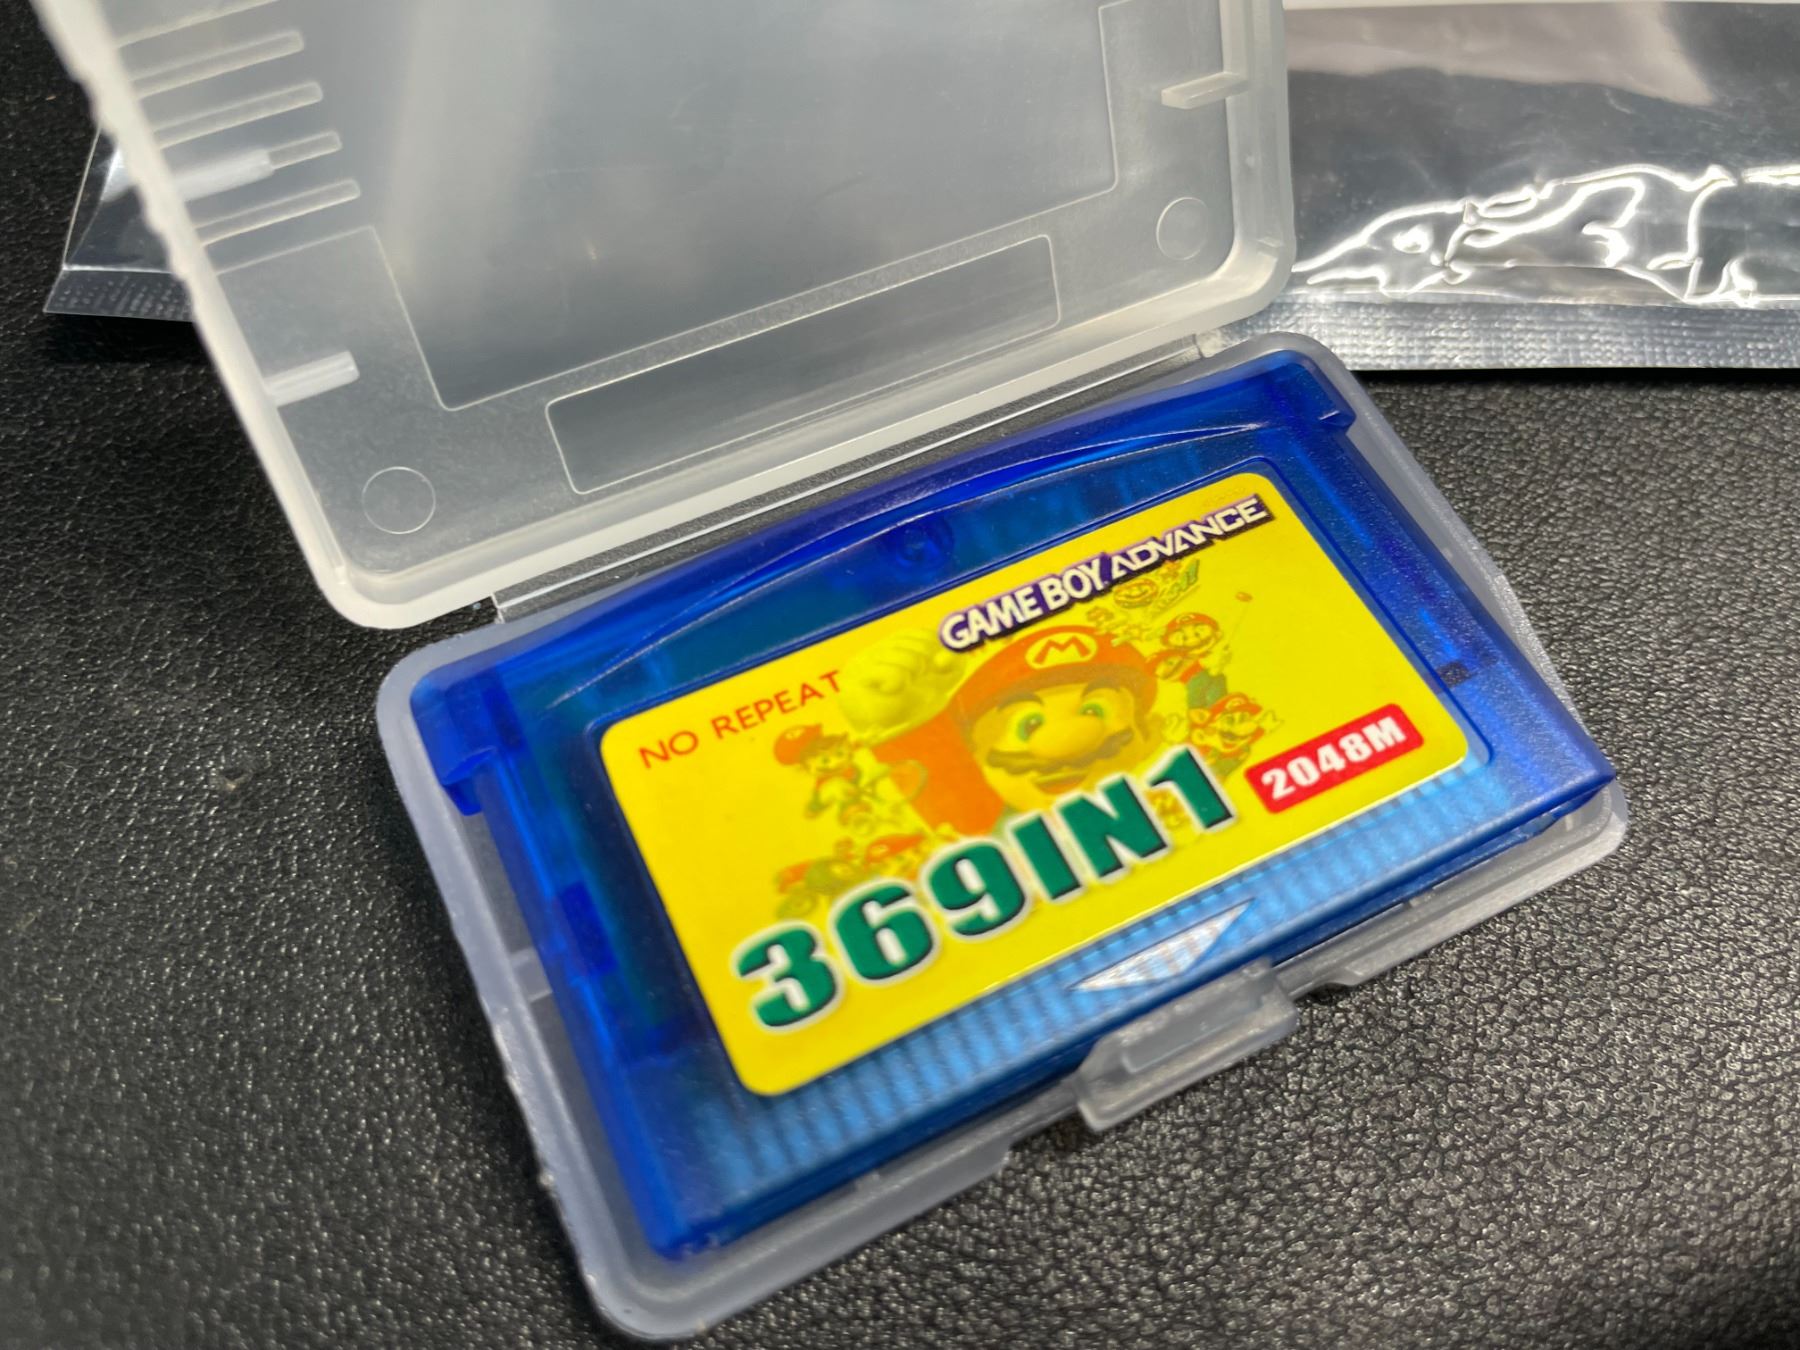 GAME BOY ADVANCE
NO REPEAT
M
369IN1
2048M